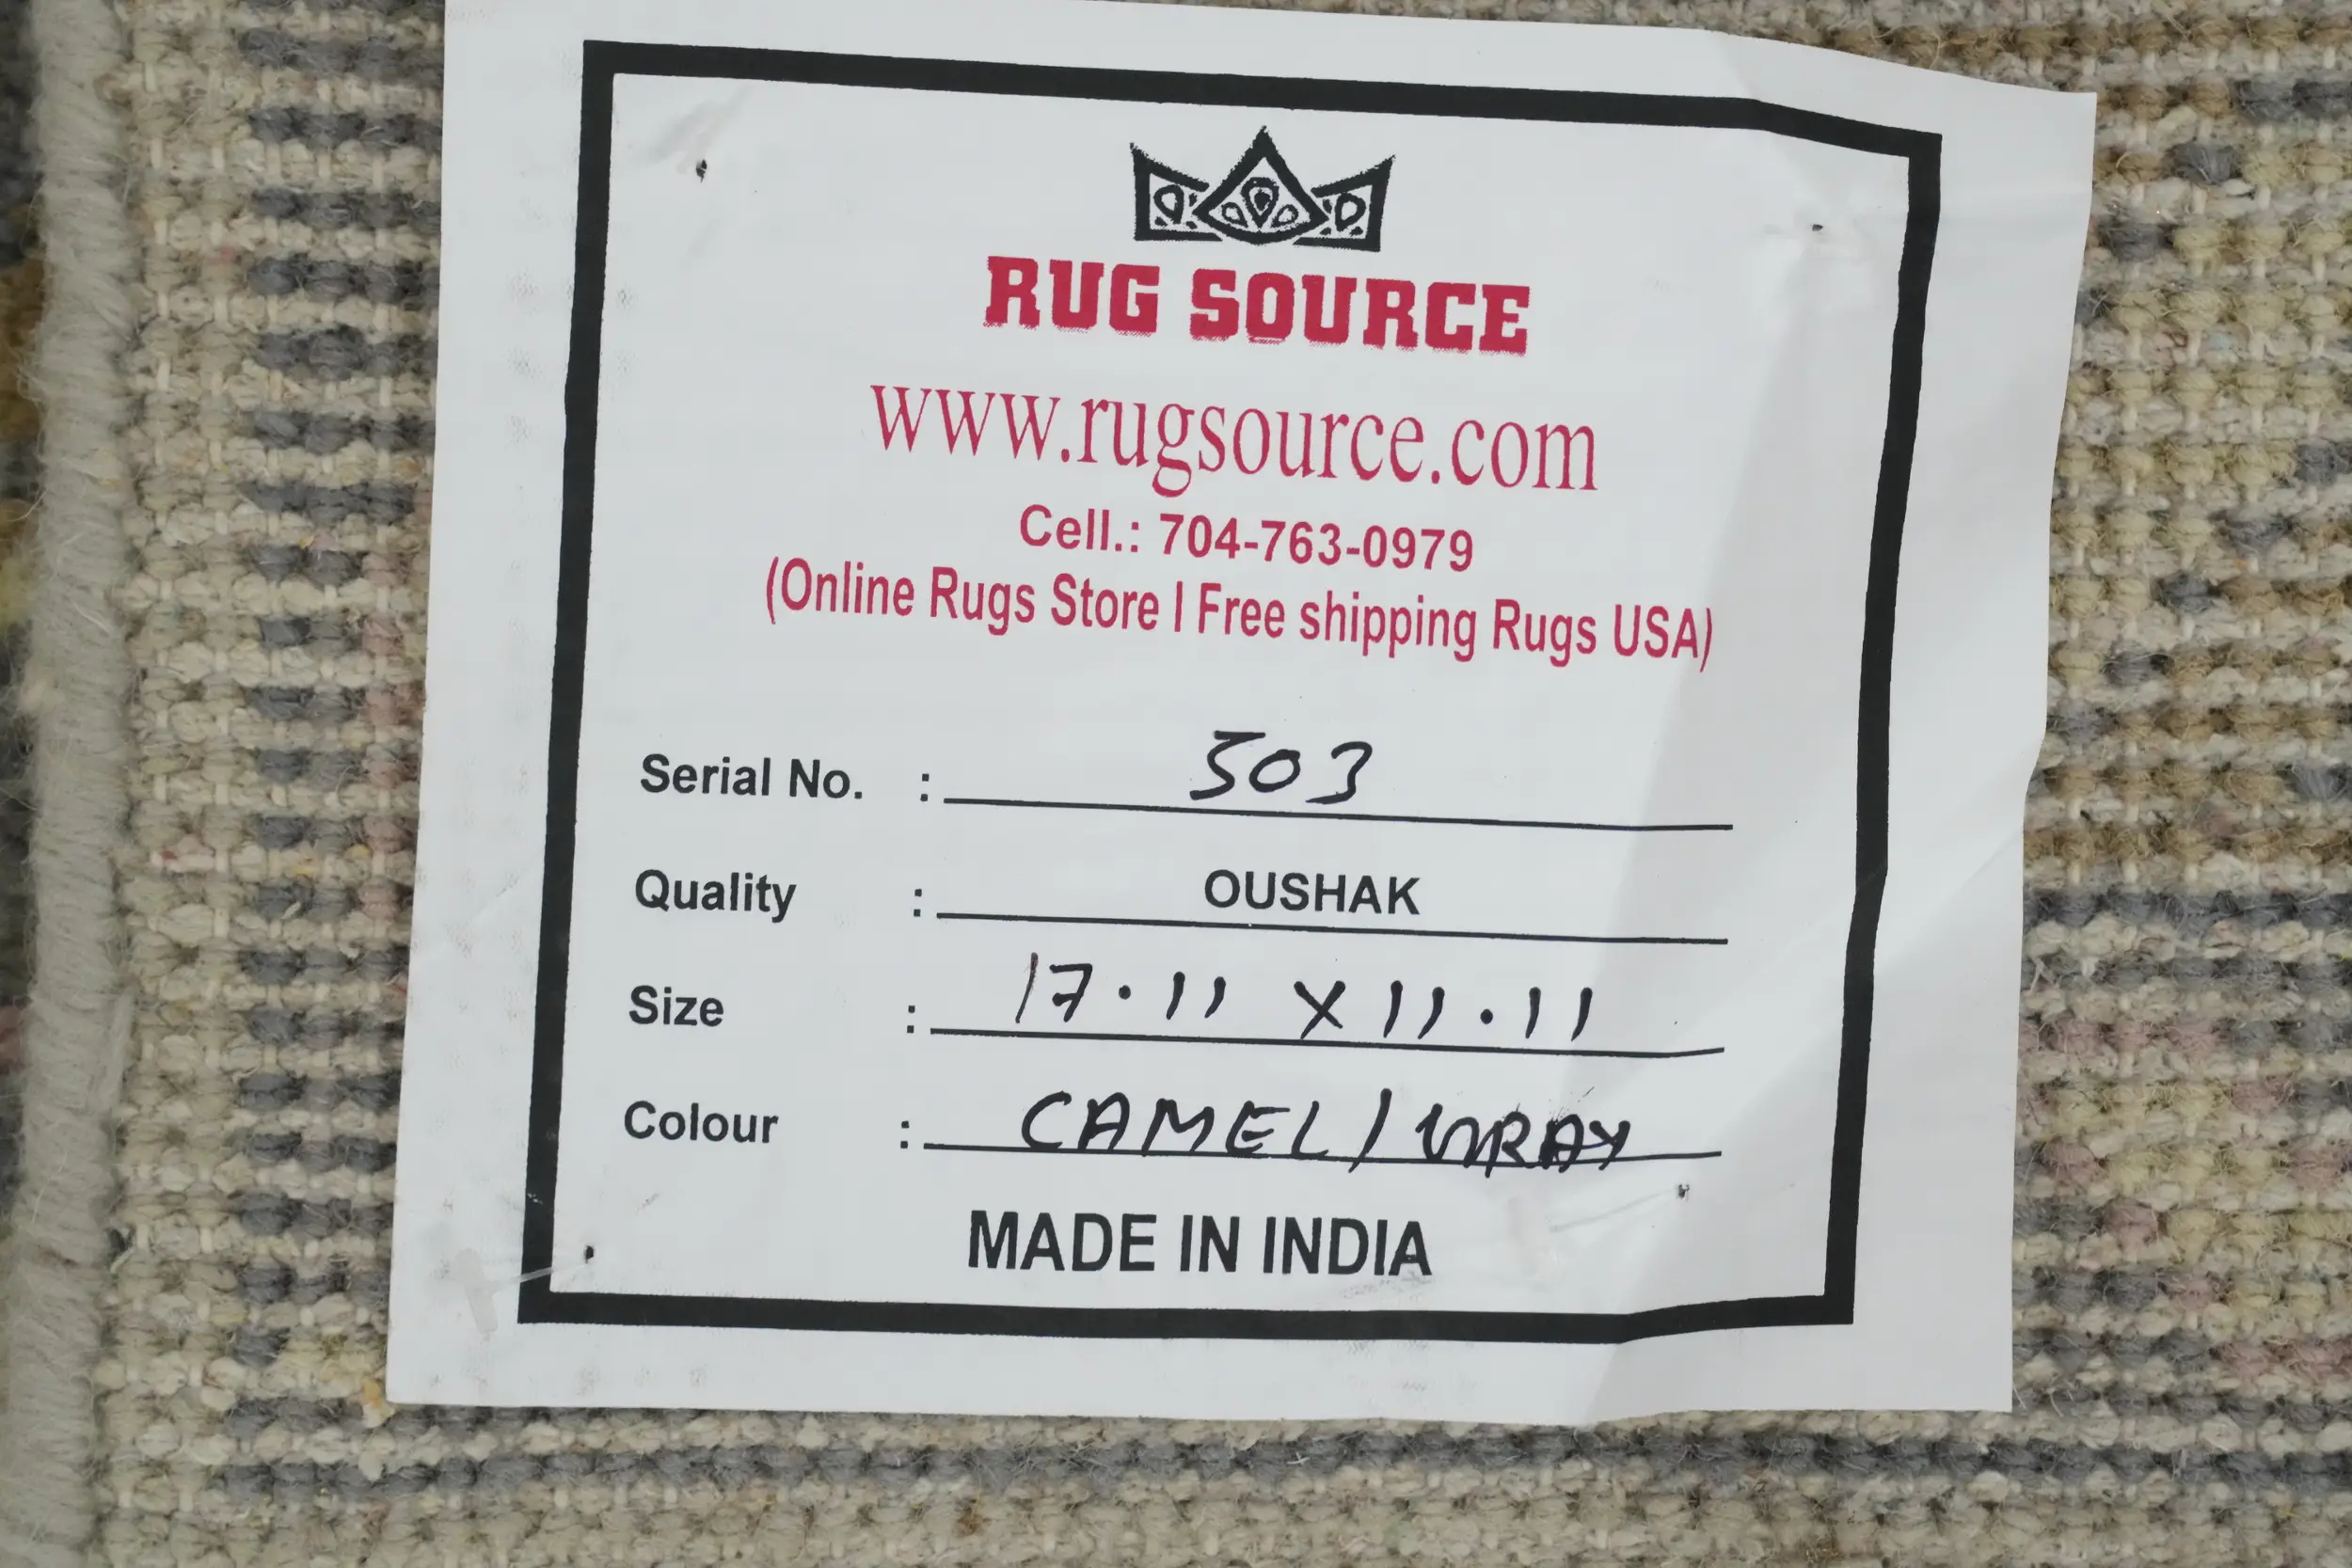 RUG SOURCE
www.rugsource.com
Cell.: 704-763-0979
(Online Rugs Store I Free shipping Rugs USA)
Serial No. : 503
Quality : OUSHAK
Size : 17.11 X 11.11
Colour : CAMEL / GRAY
MADE IN INDIA